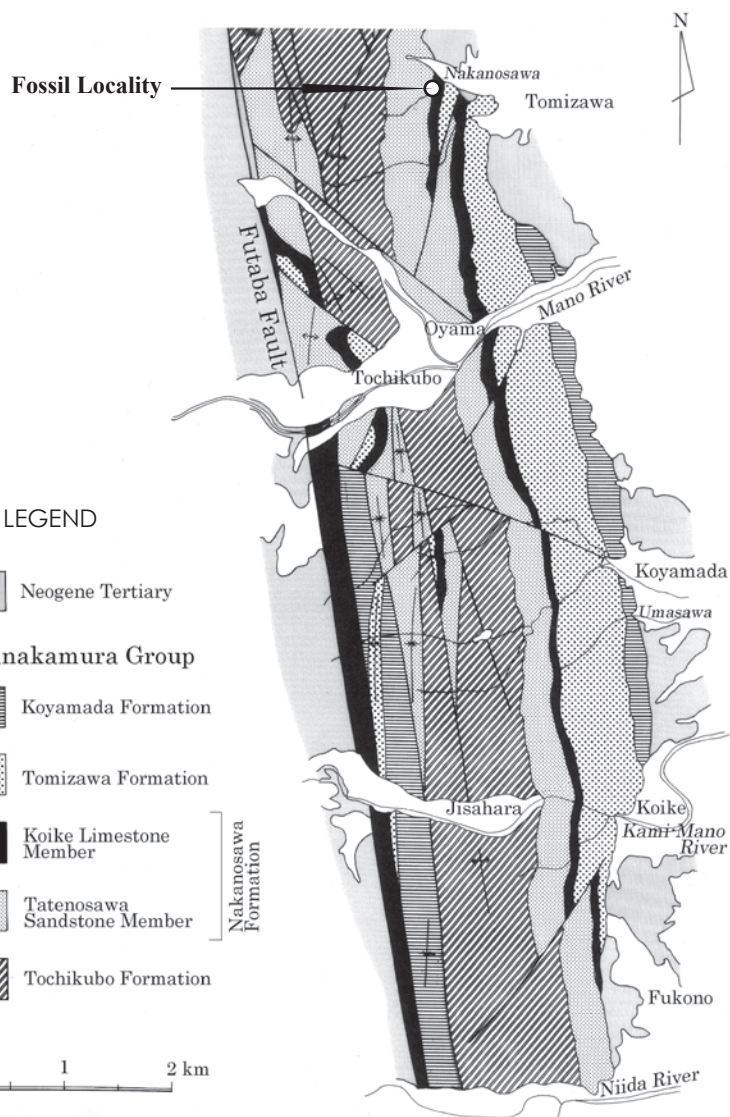 N
Nakanosawa
Fossil Locality
Tomizawa
Futaba Fault
Mano River
Oyama
Tochikubo
LEGEND
Koyamada
Neogene Tertiary
Umasawa
nakamura Group
Koyamada Formation
Tomizawa Formation
Jisahara
Koike
Kami-Mano
River
Koike Limestone
Member
Nakanosawa
Formation
Tatenosawa
Sandstone Member
Tochikubo Formation
Fukono
1
2 km
Niida River